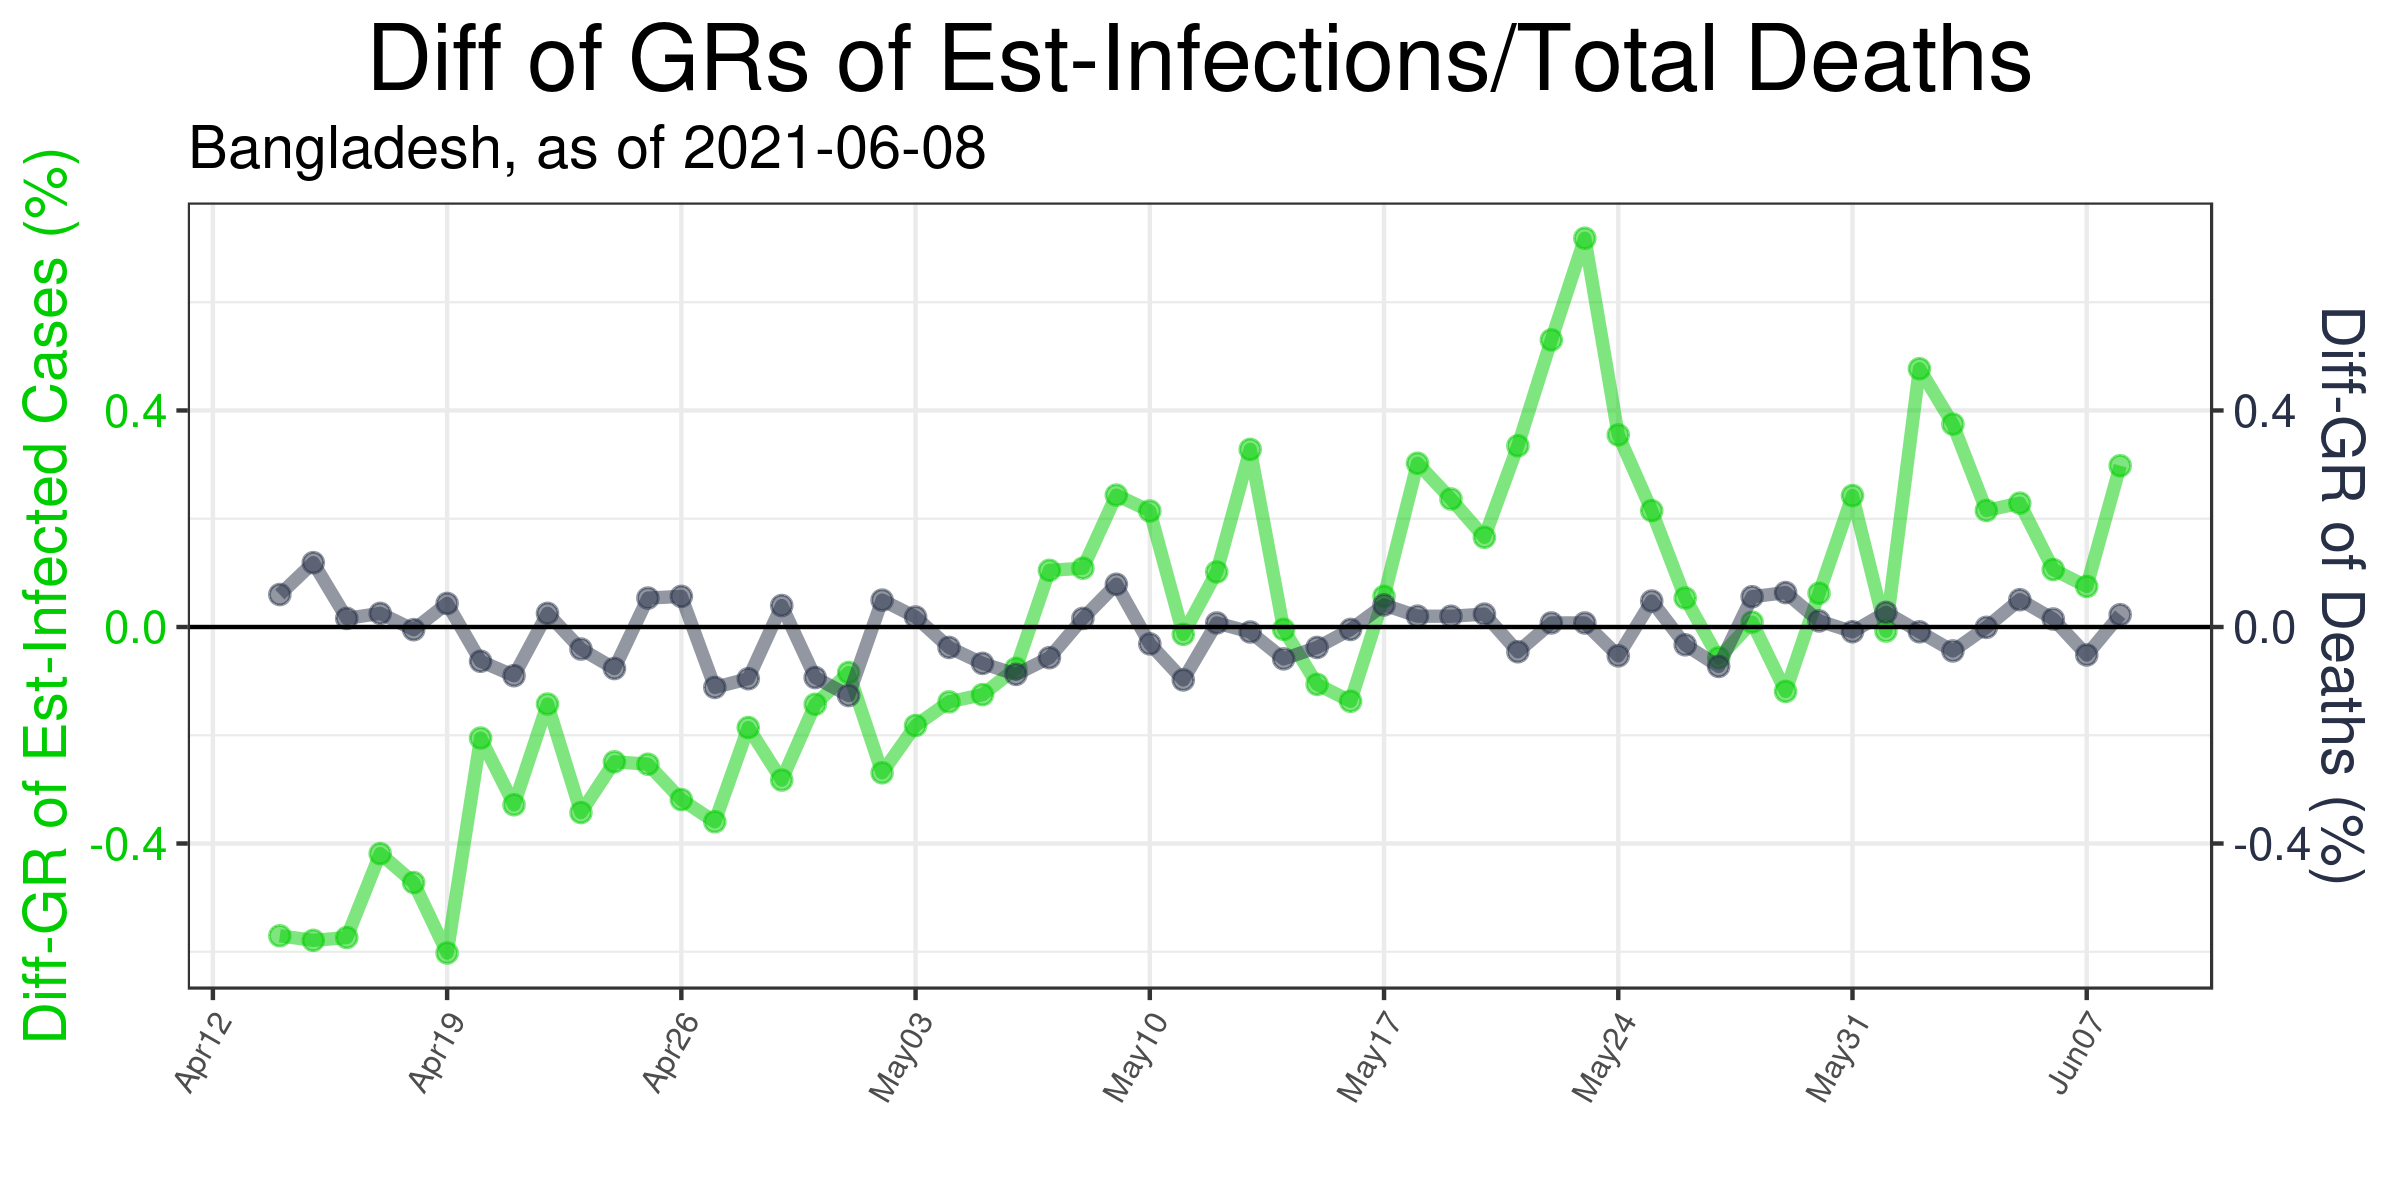 Diff of GRs of Est-Infections/Total Deaths
Bangladesh, as of 2021-06-08
Diff-GR of Est-Infected Cases (%)
0.4
0.0
-0.4
0.4
0.0
-0.4
Diff-GR of Deaths (%)
Apr12
Apr19
Apr26
May03
May10
May17
May24
May31
Jun07